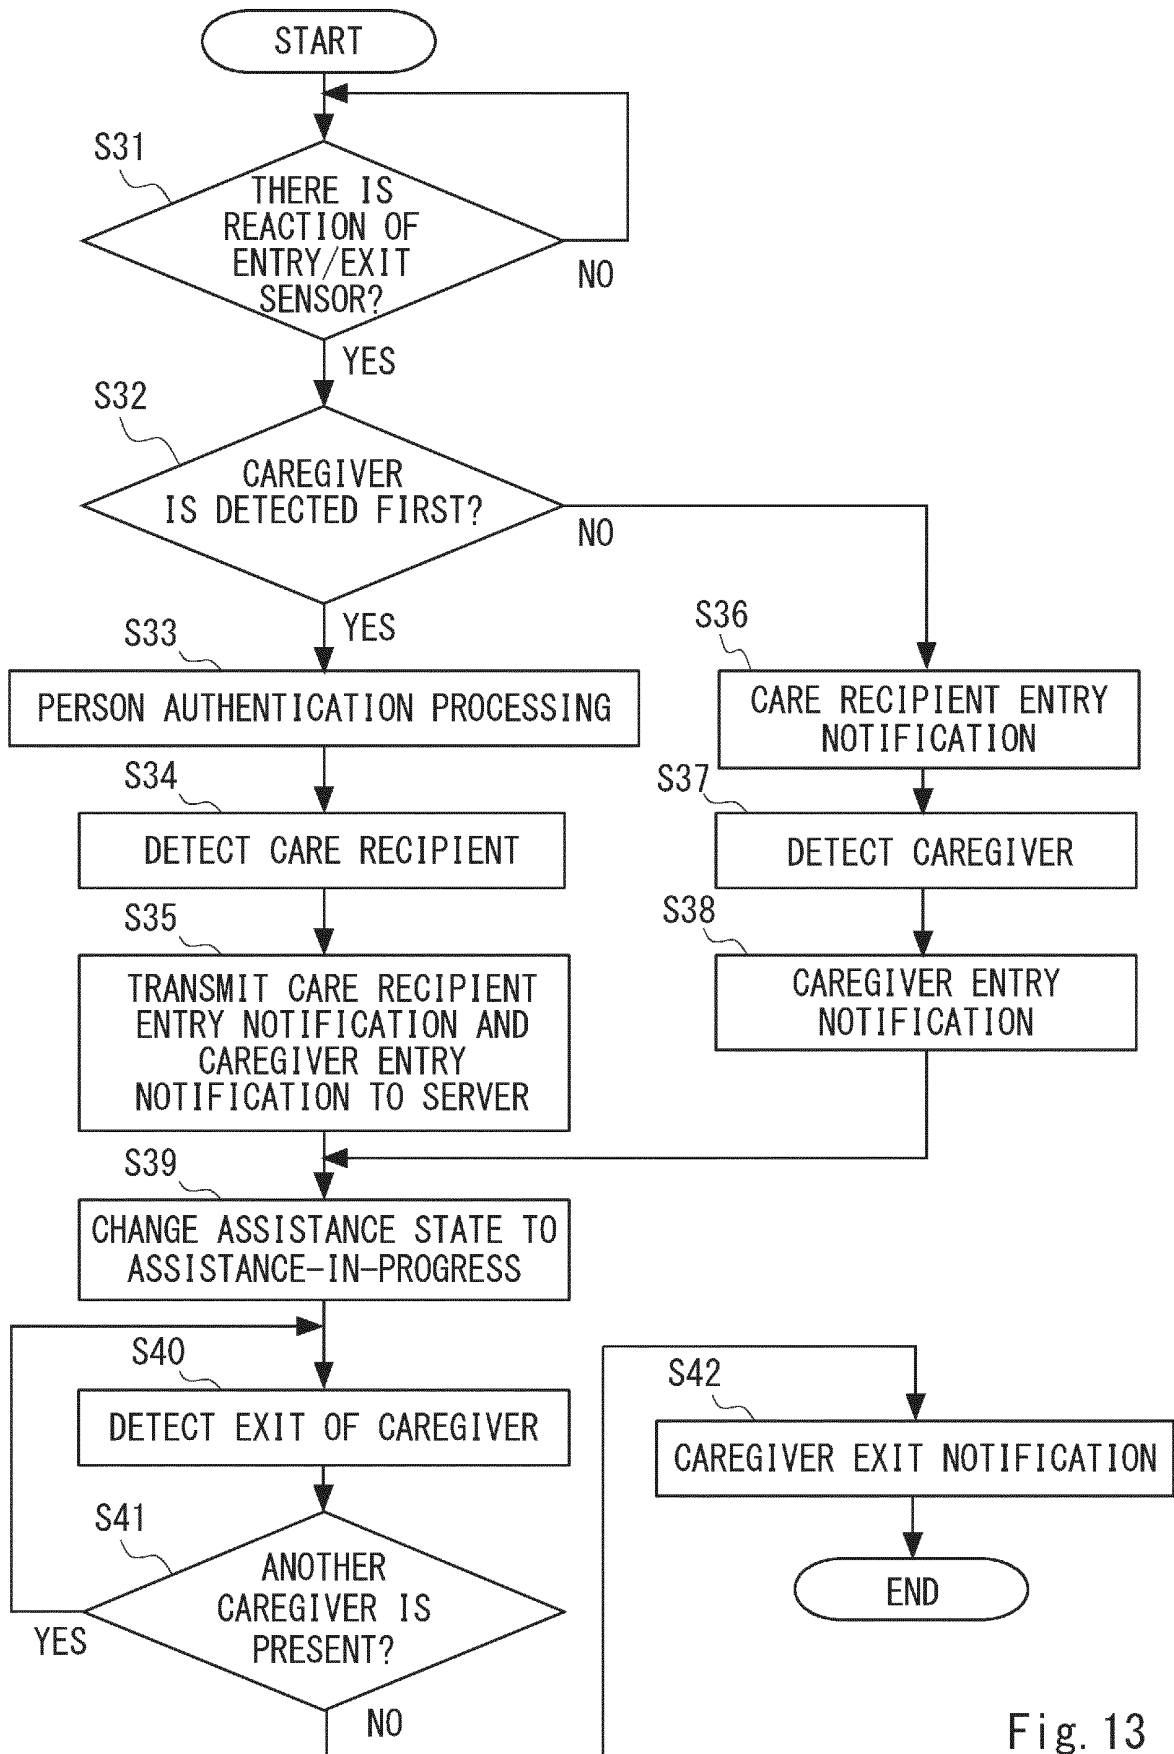 START
S31
THERE IS
REACTION OF
ENTRY/EXIT
SENSOR?
NO
YES
S32
CAREGIVER
IS DETECTED FIRST?
NO
YES
S33
PERSON AUTHENTICATION PROCESSING
S34
DETECT CARE RECIPIENT
S35
TRANSMIT CARE RECIPIENT
ENTRY NOTIFICATION AND
CAREGIVER ENTRY
NOTIFICATION TO SERVER
S36
CARE RECIPIENT ENTRY
NOTIFICATION
S37
DETECT CAREGIVER
S38
CAREGIVER ENTRY
NOTIFICATION
S39
CHANGE ASSISTANCE STATE TO
ASSISTANCE-IN-PROGRESS
S40
DETECT EXIT OF CAREGIVER
S41
ANOTHER
CAREGIVER IS
PRESENT?
YES
NO
S42
CAREGIVER EXIT NOTIFICATION
END
Fig. 13